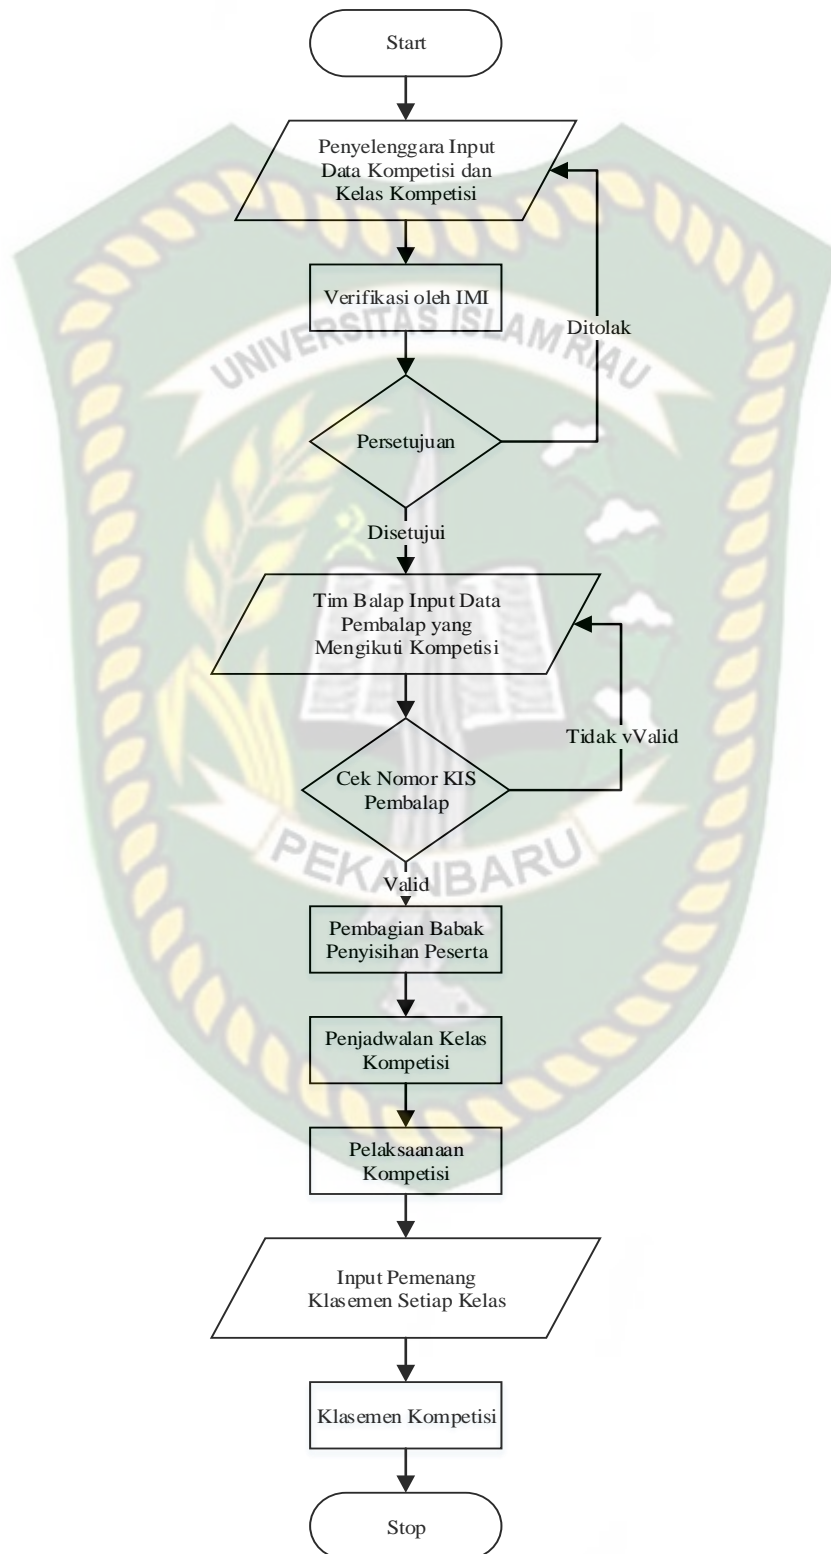 Start
Penyelenggara Input
Data Kompetisi dan
Kelas Kompetisi
Verifikasi oleh IMI
UNIVERSITAS ISLAM RIAU
Ditolak
Persetujuan
Disetujui
Tim Balap Input Data
Pembalap yang
Mengikuti Kompetisi
Tidak vValid
Cek Nomor KIS
Pembalap
PEKANBARU
Valid
Pembagian Babak
Penyisihan Peserta
Penjadwalan Kelas
Kompetisi
Pelaksaanaan
Kompetisi
Input Pemenang
Klasemen Setiap Kelas
Klasemen Kompetisi
Stop